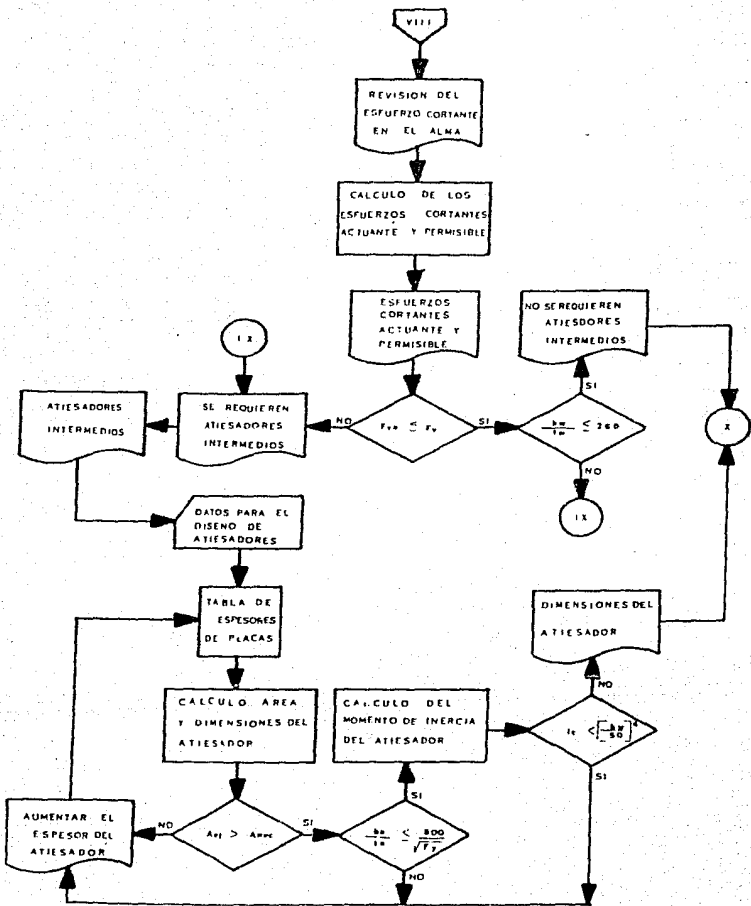 VIII
REVISION DEL
ESFUERZO CORTANTE
EN EL ALMA
CALCULO DE LOS
ESFUERZOS CORTANTES
ACTUANTE Y PERMISIBLE
ESFUERZOS
CORTANTES
ACTUANTE Y
PERMISIBLE
NO SE REQUIEREN
ATIESDORES
INTERMEDIOS
IX
SI
ATIESADORES
INTERMEDIOS
SE REQUIEREN
ATIESADORES
INTERMEDIOS
NO
≤
SI
≤ 260
X
NO
IX
DATOS PARA EL
DISENO DE
ATIESADORES
TABLA DE
ESPESORES
DE PLACAS
DIMENSIONES DEL
ATIESADOR
NO
CALCULO AREA
Y DIMENSIONES DEL
ATIESADOR
CALCULO DEL
MOMENTO DE INERCIA
DEL ATIESADOR
SI
SI
AUMENTAR EL
ESPESOR DEL
ATIESADOR
NO
>
SI
≤
NO